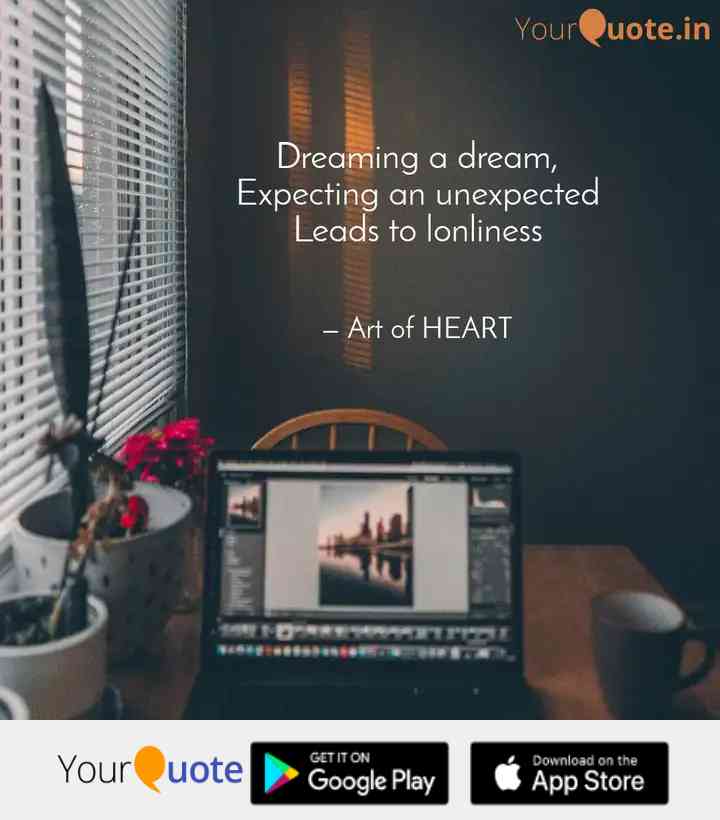 YourQuote.in
Dreaming a dream,
Expecting an unexpected
Leads to lonliness
– Art of HEART
YourQuote
GET IT ON
Google Play
Download on the
App Store